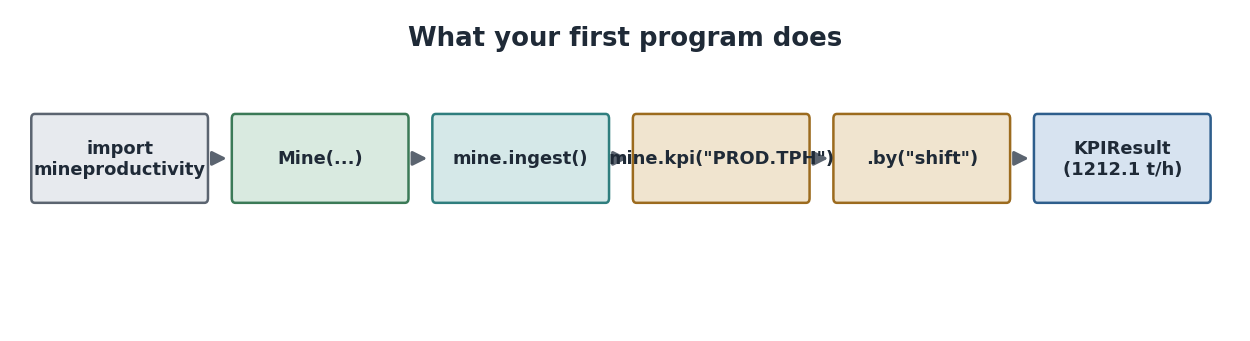 What your first program does
import
mineproductivity
Mine(...)
mine.ingest()
mine.kpi("PROD.TPH")
.by("shift")
KPIResult
(1212.1 t/h)